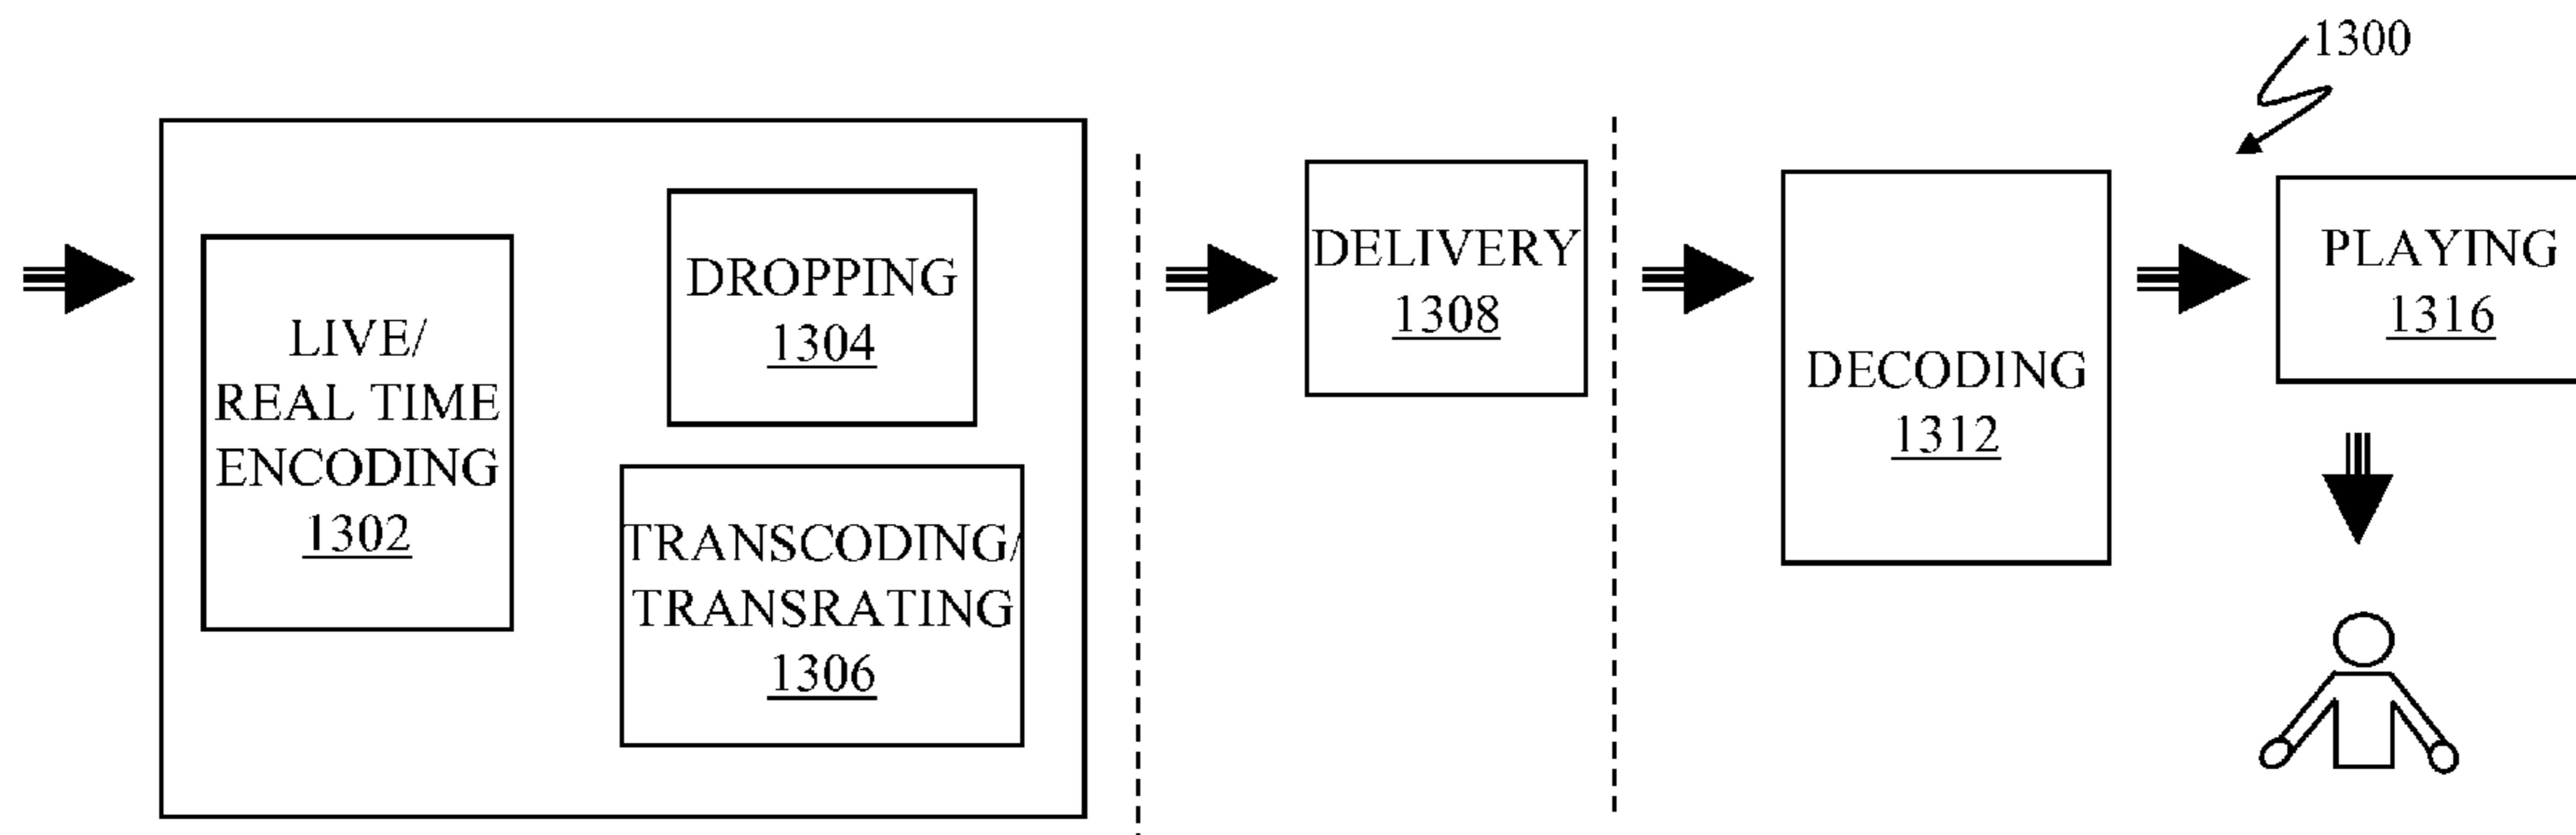 1300
LIVE/
REAL TIME
ENCODING
1302
DROPPING
1304
TRANSCODING/
TRANSRATING
1306
DELIVERY
1308
DECODING
1312
PLAYING
1316